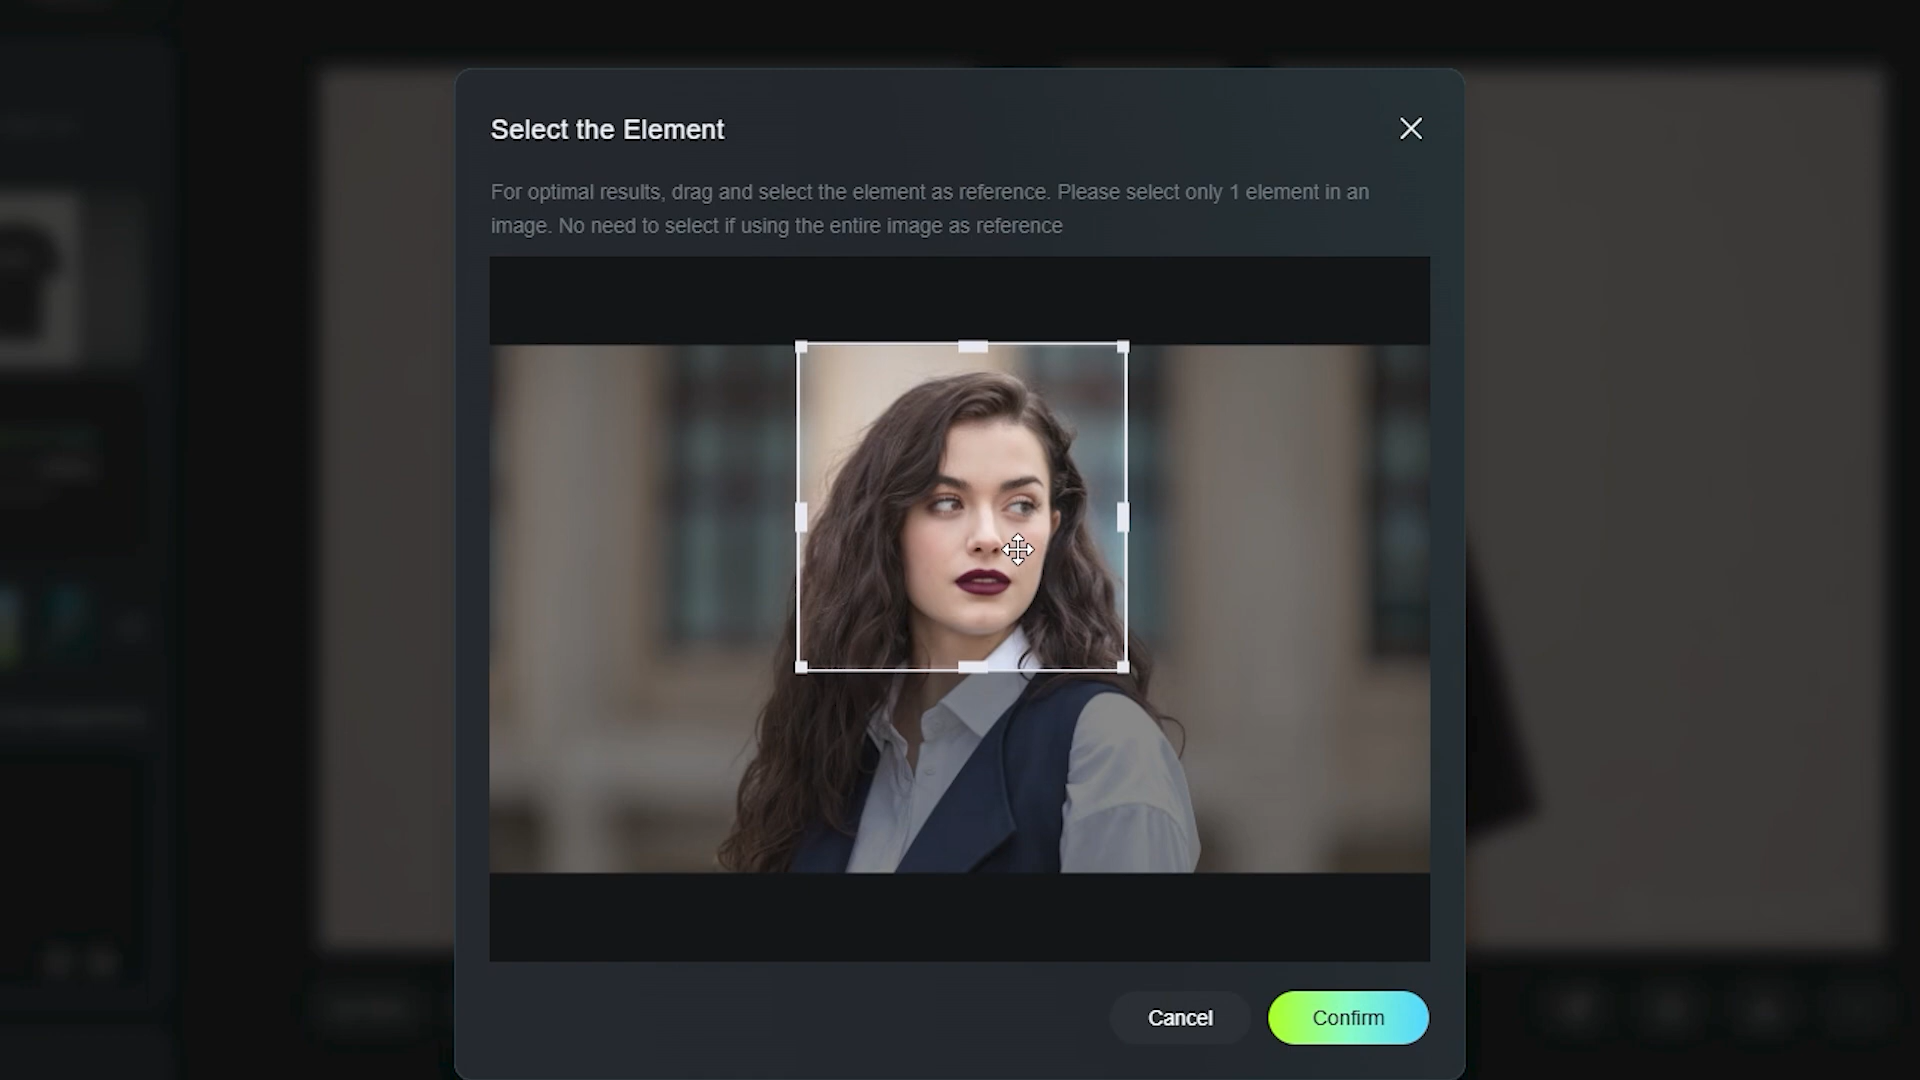 Select the Element
For optimal results, drag and select the element as reference. Please select only 1 element in an
image. No need to select if using the entire image as reference
Cancel
Confirm